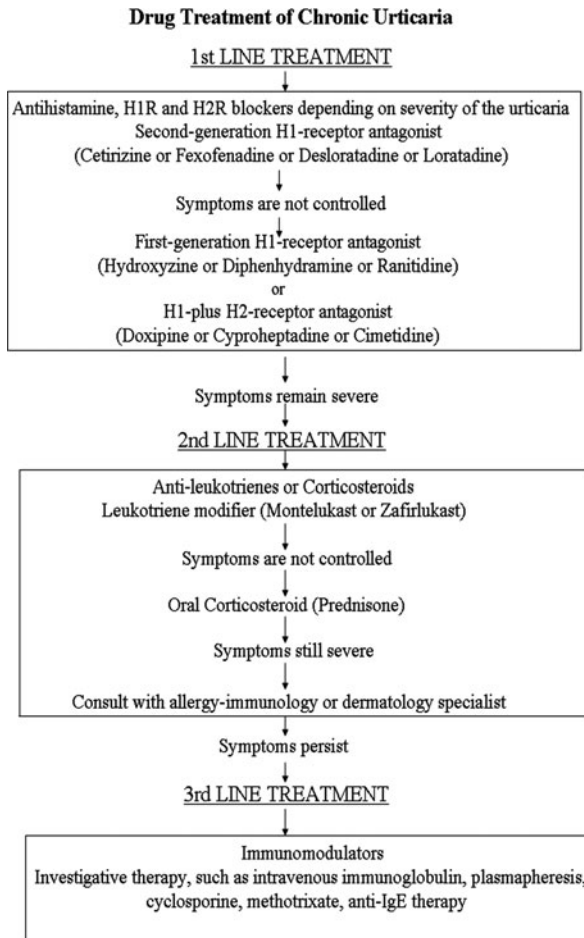 Drug Treatment of Chronic Urticaria
1st LINE TREATMENT
Antihistamine, H1R and H2R blockers depending on severity of the urticaria
Second-generation H1-receptor antagonist
(Cetirizine or Fexofenadine or Desloratadine or Loratadine)
Symptoms are not controlled
First-generation H1-receptor antagonist
(Hydroxyzine or Diphenhydramine or Ranitidine)
or
H1-plus H2-receptor antagonist
(Doxipine or Cyproheptadine or Cimetidine)
Symptoms remain severe
2nd LINE TREATMENT
Anti-leukotrienes or Corticosteroids
Leukotriene modifier (Montelukast or Zafirlukast)
Symptoms are not controlled
Oral Corticosteroid (Prednisone)
Symptoms still severe
Consult with allergy-immunology or dermatology specialist
Symptoms persist
3rd LINE TREATMENT
Immunomodulators
Investigative therapy, such as intravenous immunoglobulin, plasmapheresis,
cyclosporine, methotrixate, anti-IgE therapy